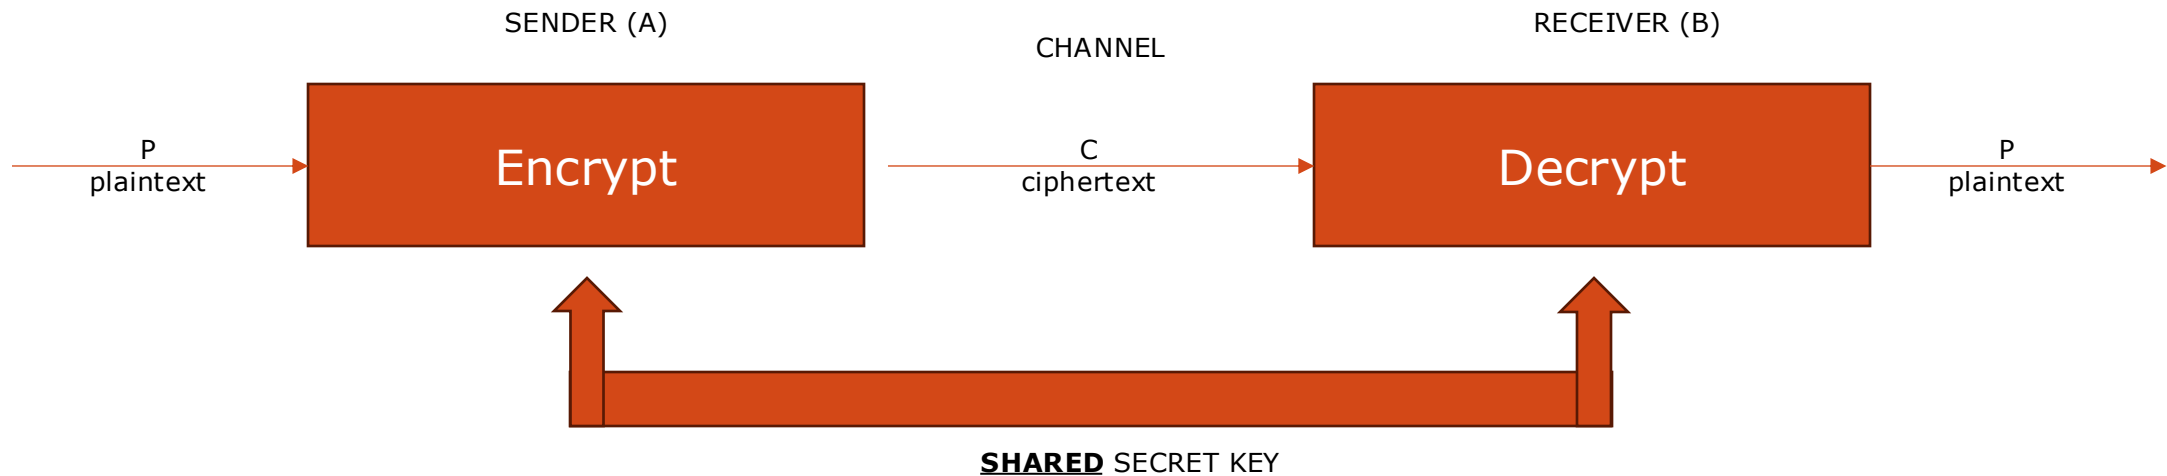 SENDER (A)
RECEIVER (B)
CHANNEL
P
plaintext
Encrypt
C
ciphertext
Decrypt
P
plaintext
SHARED SECRET KEY